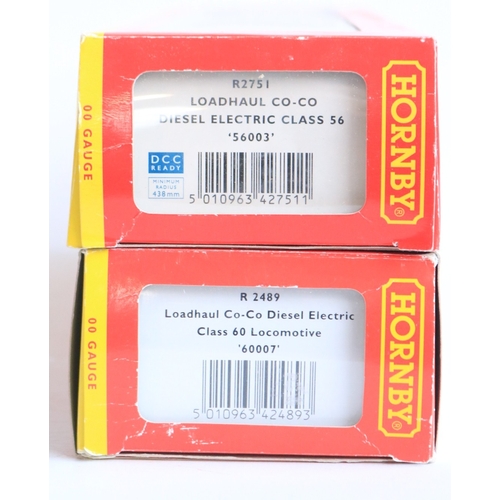 00 GAUGE
R2751
LOADHAUL CO-CO
DIESEL ELECTRIC CLASS 56
'56003'
DCC
READY
MINIMUM
RADIUS
438mm
5 010963 427511
HORNBY®
00 GAUGE
R 2489
Loadhaul Co-Co Diesel Electric
Class 60 Locomotive
'60007'
5 010963 424893
HORNBY®